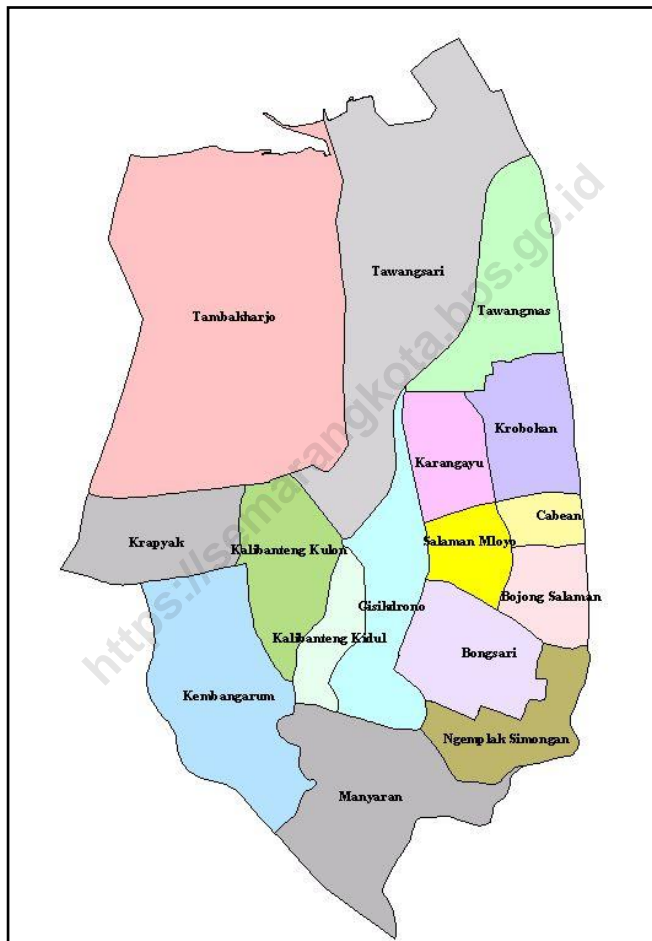 Tawangsari
Tambakharjo
Tawangmas
Krobokan
Karangayu
Cabean
Krapyak
Kalibanteng Kulon
Salaman Mloyo
Bojong Salaman
Gisikdrono
Kalibanteng Kidul
Bongsari
Kembangarum
Ngemplak Simongan
Manyaran
https://semarangkota.bps.go.id